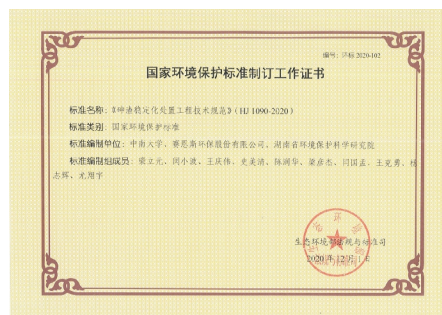 编号：环标 2020-102
国家环境保护标准制订工作证书
标准名称：《砷渣稳定化处置工程技术规范》（HJ 1090-2020）
标准类别：国家环境保护标准
标准编制单位：中南大学、赛恩斯环保股份有限公司、湖南省环境保护科学研究院
标准编制组成员：柴立元、闵小波、王庆伟、史美清、陈润华、梁彦杰、闫国孟、王克勇、杨
志辉、尤翔宇
生态环境部法规与标准司
2020年12月1日